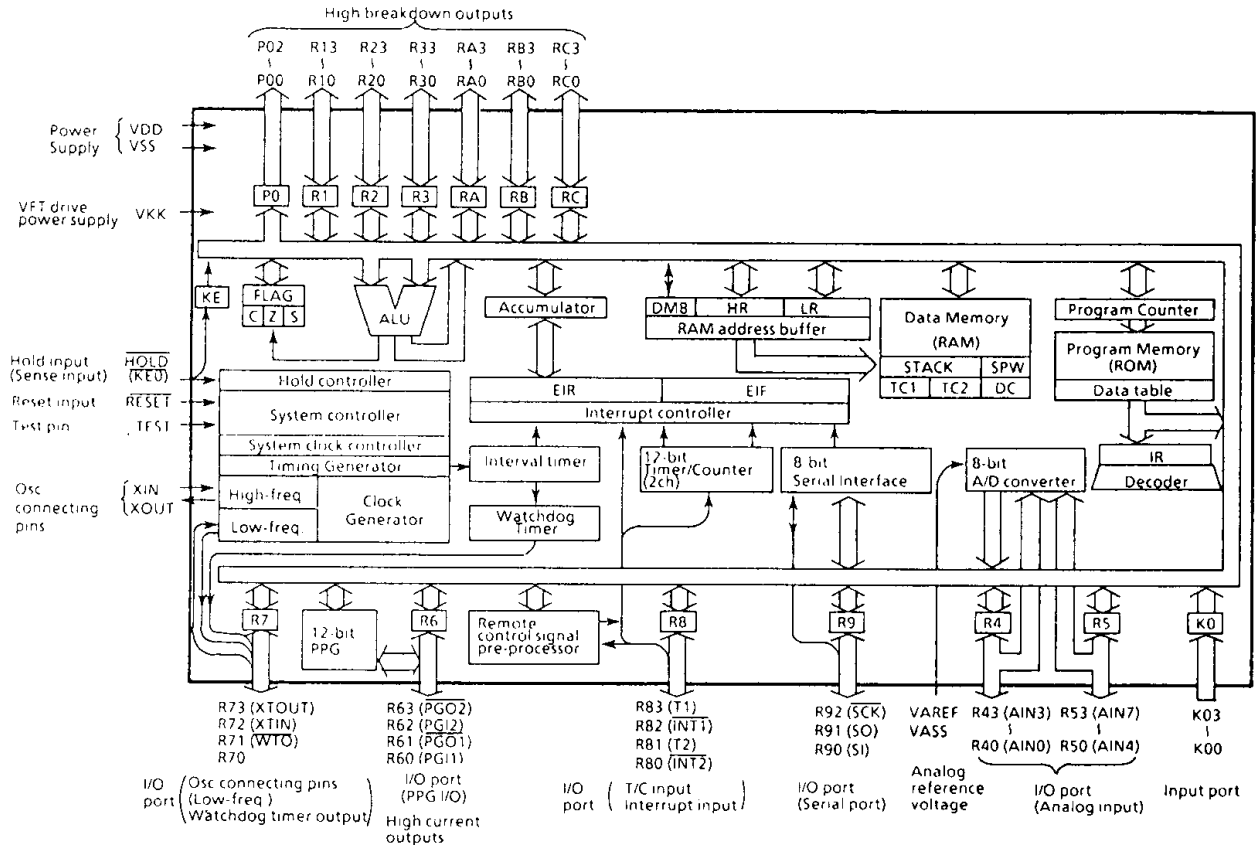 High breakdown outputs
P02 R13 R23 R33 RA3 RB3 RC3
P00 R10 R20 R30 RA0 RB0 RC0
Power Supply { VDD
VSS
P0 R1 R2 R3 RA RB RC
VFT drive
power supply VKK
KE
FLAG
C Z S
ALU
Accumulator
DMB HR LR
RAM address buffer
Data Memory
(RAM)
STACK SPW
TC1 TC2 DC
Program Counter
Program Memory
(ROM)
Data table
Hold input
(Sense input)
HOLD
(KE0)
Reset input RESET
Test pin TEST
Hold controller
System controller
System clock controller
Timing Generator
High-freq
Low-freq.
Clock
Generator
EIR EIF
Interrupt controller
Interval timer
Watchdog
Timer
12-bit
Timer/Counter
(2ch)
8-bit
Serial Interface
8-bit
A/D converter
IR
Decoder
Osc
connecting
pins
XIN
XOUT
R7
12-bit
PPG
R6
Remote
control signal
pre-processor
R8
R9
R4
R5
K0
R73 (XTOUT)
R72 (XTIN)
R71 (WTO)
R70
R63 (PGO2)
R62 (PGI2)
R61 (PGO1)
R60 (PGI1)
R83 (T1)
R82 (INT1)
R81 (T2)
R80 (INT2)
R92 (SCK)
R91 (SO)
R90 (SI)
VAREF
VASS
R43 (AIN3)
R40 (AIN0)
R53 (AIN7)
R50 (AIN4)
K03
K00
I/O
port
(Osc connecting pins
(Low-freq)
Watchdog timer output)
I/O port
(PPG I/O)
High current
outputs
I/O
port
(T/C input
Interrupt input)
I/O port
(Serial port)
Analog
reference
voltage
I/O port
(Analog input)
Input port